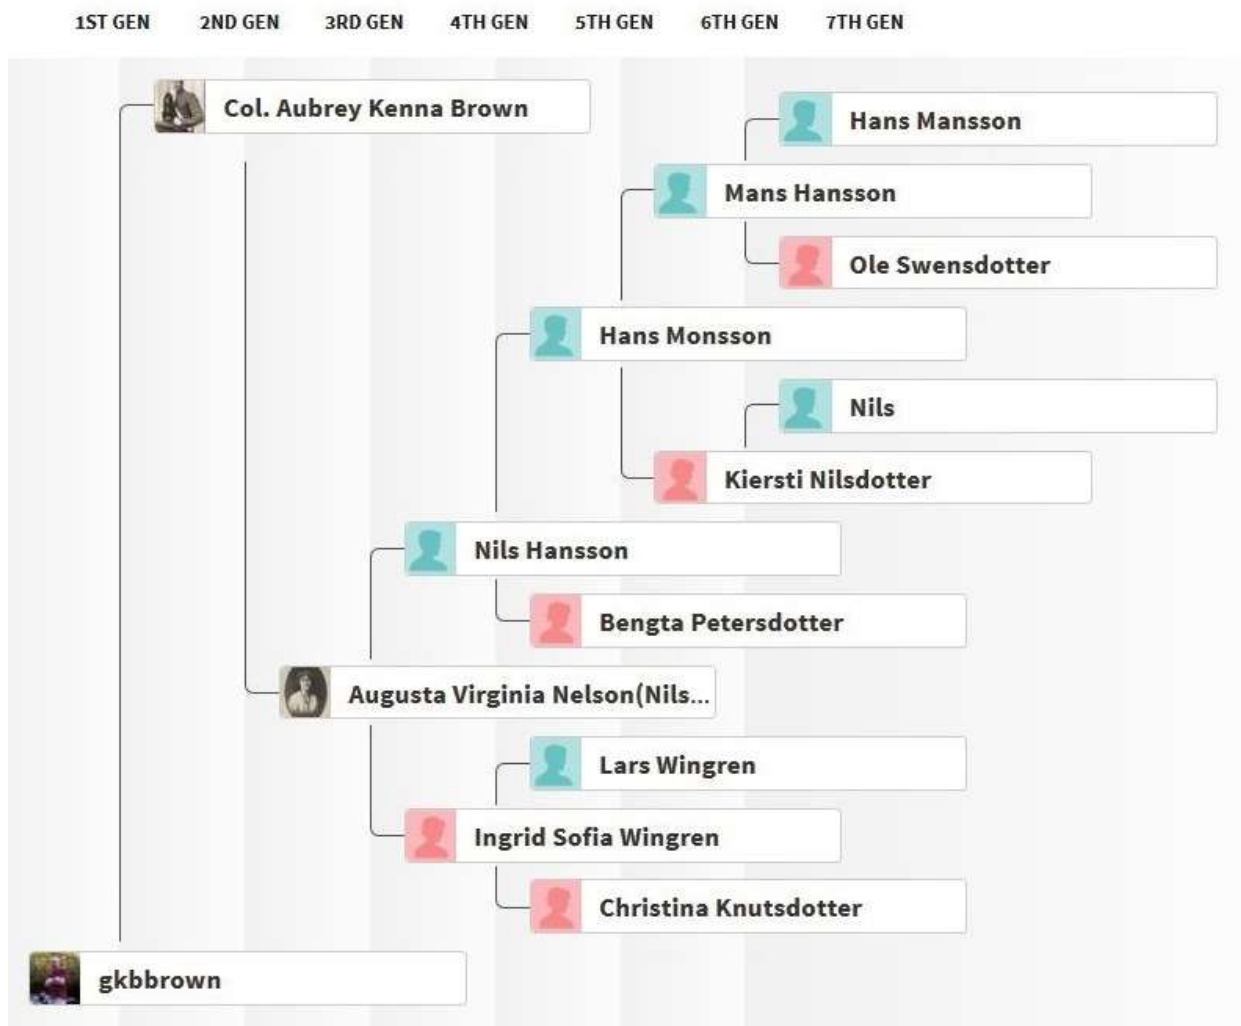 1ST GEN 2ND GEN 3RD GEN 4TH GEN 5TH GEN 6TH GEN 7TH GEN
Col. Aubrey Kenna Brown
Hans Mansson
Mans Hansson
Ole Swensdotter
Hans Monsson
Nils
Kiersti Nilsdotter
Nils Hansson
Bengta Petersdotter
Augusta Virginia Nelson(Nils...
Lars Wingren
Ingrid Sofia Wingren
Christina Knutsdotter
gkbbrown